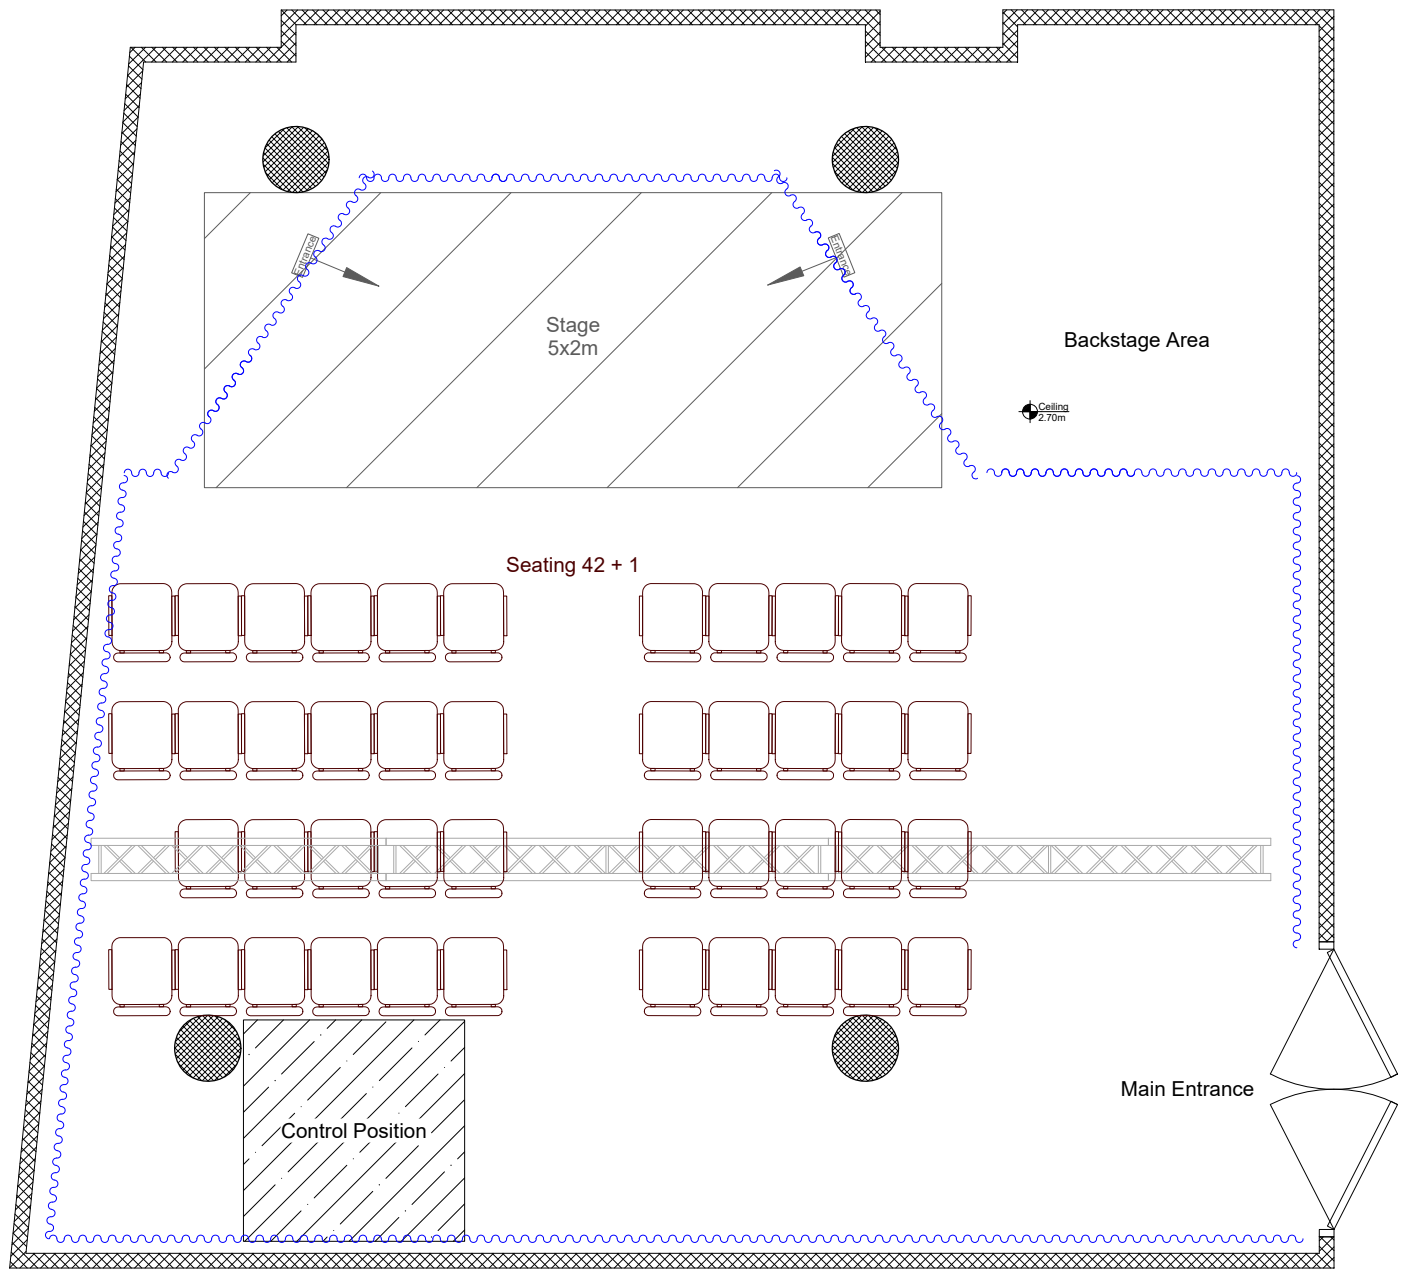 Entrance
Entrance
Stage
5x2m
Backstage Area
Ceiling
2.70m
Seating 42 + 1
Main Entrance
Control Position